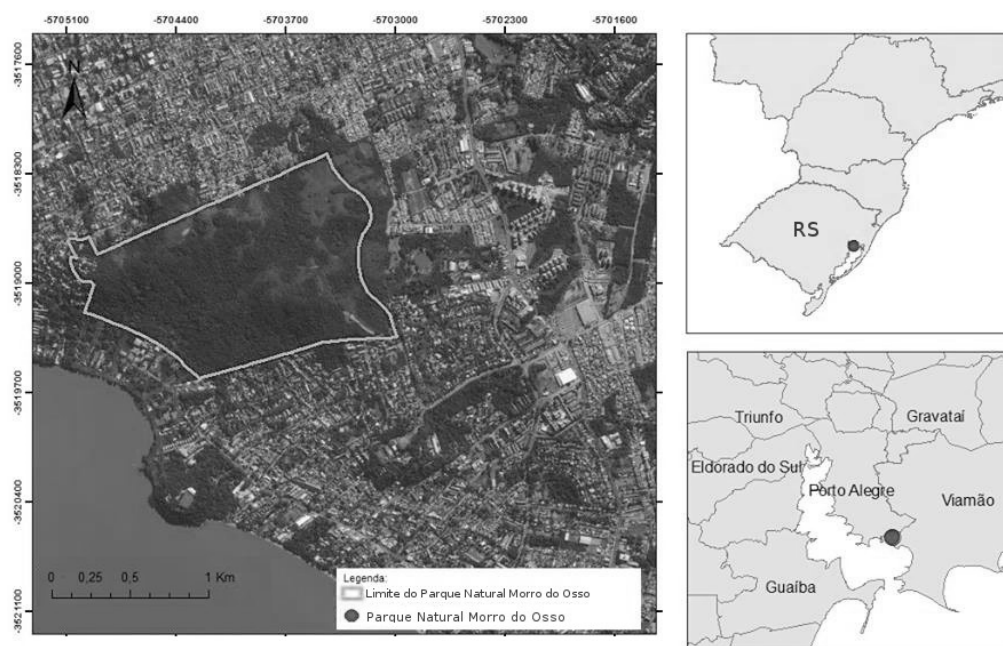 -5705100 -5704400 -5703700 -5703000 -5702300 -5701600
-3517600
-3518300
-3519000
-3519700
-3520400
-3521100
N
0 0,25 0,5 1 Km
Legenda:
Limite do Parque Natural Morro do Osso
Parque Natural Morro do Osso
RS
Triunfo
Gravataí
Eldorado do Sul
Porto Alegre
Viamão
Guaíba